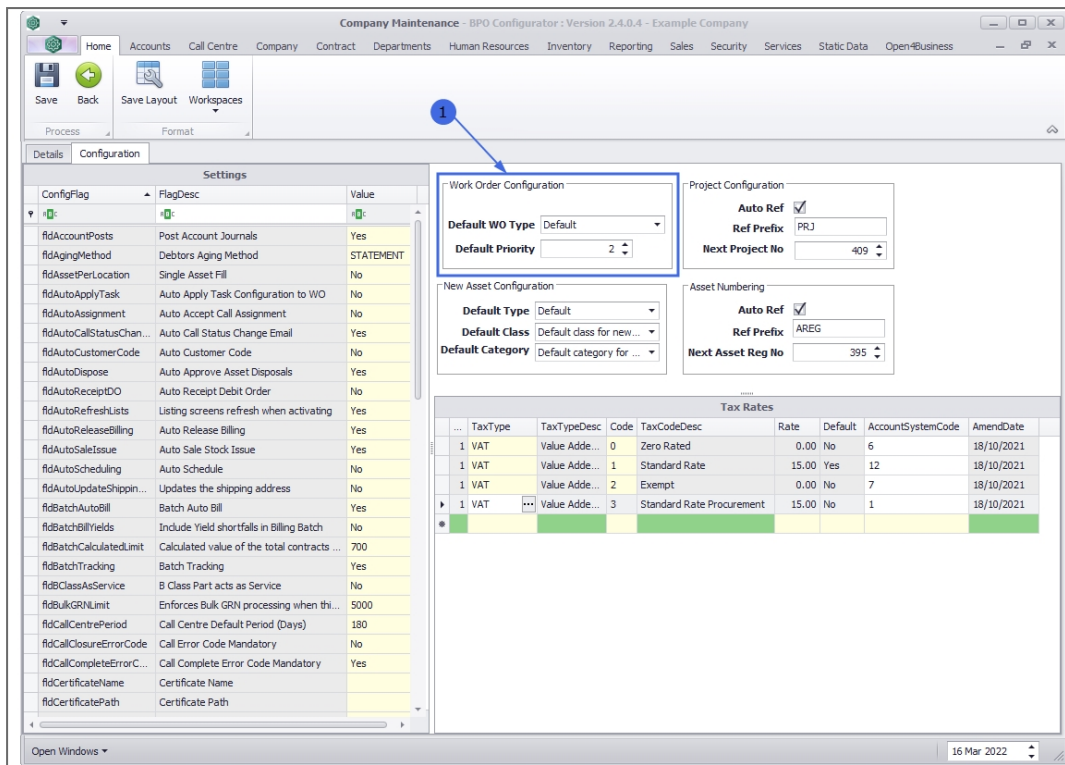 Company Maintenance - BPO Configurator : Version 2.4.0.4 - Example Company
Home Accounts Call Centre Company Contract Departments Human Resources Inventory Reporting Sales Security Services Static Data Open4Business
Save Back Save Layout Workspaces
Process Format
1
Details Configuration
Settings
ConfigFlag FlagDesc Value
fldAccountPosts Post Account Journals Yes
fldAgingMethod Debtors Aging Method STATEMENT
fldAssetPerLocation Single Asset Fill No
fldAutoApplyTask Auto Apply Task Configuration to WO No
fldAutoAssignment Auto Accept Call Assignment No
fldAutoCallStatusChan... Auto Call Status Change Email Yes
fldAutoCustomerCode Auto Customer Code No
fldAutoDispose Auto Approve Asset Disposals Yes
fldAutoReceiptDO Auto Receipt Debit Order No
fldAutoRefreshLists Listing screens refresh when activating Yes
fldAutoReleaseBilling Auto Release Billing Yes
fldAutoSaleIssue Auto Sale Stock Issue Yes
fldAutoScheduling Auto Schedule No
fldAutoUpdateShippin... Updates the shipping address No
fldBatchAutoBill Batch Auto Bill Yes
fldBatchBillYields Include Yield shortfalls in Billing Batch No
fldBatchCalculatedLimit Calculated value of the total contracts ... 700
fldBatchTracking Batch Tracking Yes
fldBClassAsService B Class Part acts as Service No
fldBulkGRNLimit Enforces Bulk GRN processing when thi... 5000
fldCallCentrePeriod Call Centre Default Period (Days) 180
fldCallClosureErrorCode Call Error Code Mandatory No
fldCallCompleteErrorC... Call Complete Error Code Mandatory Yes
fldCertificateName Certificate Name
fldCertificatePath Certificate Path
Work Order Configuration
Default WO Type Default
Default Priority 2
Project Configuration
Auto Ref
Ref Prefix PRJ
Next Project No 409
New Asset Configuration
Default Type Default
Default Class Default class for new...
Default Category Default category for ...
Asset Numbering
Auto Ref
Ref Prefix AREG
Next Asset Reg No 395
Tax Rates
... TaxType TaxTypeDesc Code TaxCodeDesc Rate Default AccountSystemCode AmendDate
1 VAT Value Adde... 0 Zero Rated 0.00 No 6 18/10/2021
1 VAT Value Adde... 1 Standard Rate 15.00 Yes 12 18/10/2021
1 VAT Value Adde... 2 Exempt 0.00 No 7 18/10/2021
1 VAT ... Value Adde... 3 Standard Rate Procurement 15.00 No 1 18/10/2021
Open Windows 16 Mar 2022